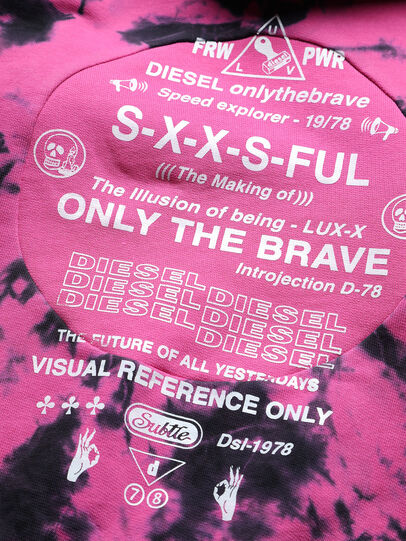 FRW LUV PWR
diesel
DIESEL onlythebrave
Speed explorer - 19/78
S-X-X-S-FUL
(((The Making of)))
The Illusion of being - LUX-X
ONLY THE BRAVE
Introjection D-78
DIESEL DIESEL
DIESEL DIESEL
DIESEL DIESEL
THE FUTURE OF ALL YESTERDAYS
VISUAL REFERENCE ONLY
Subtle
Dsl-1978
d
7 8